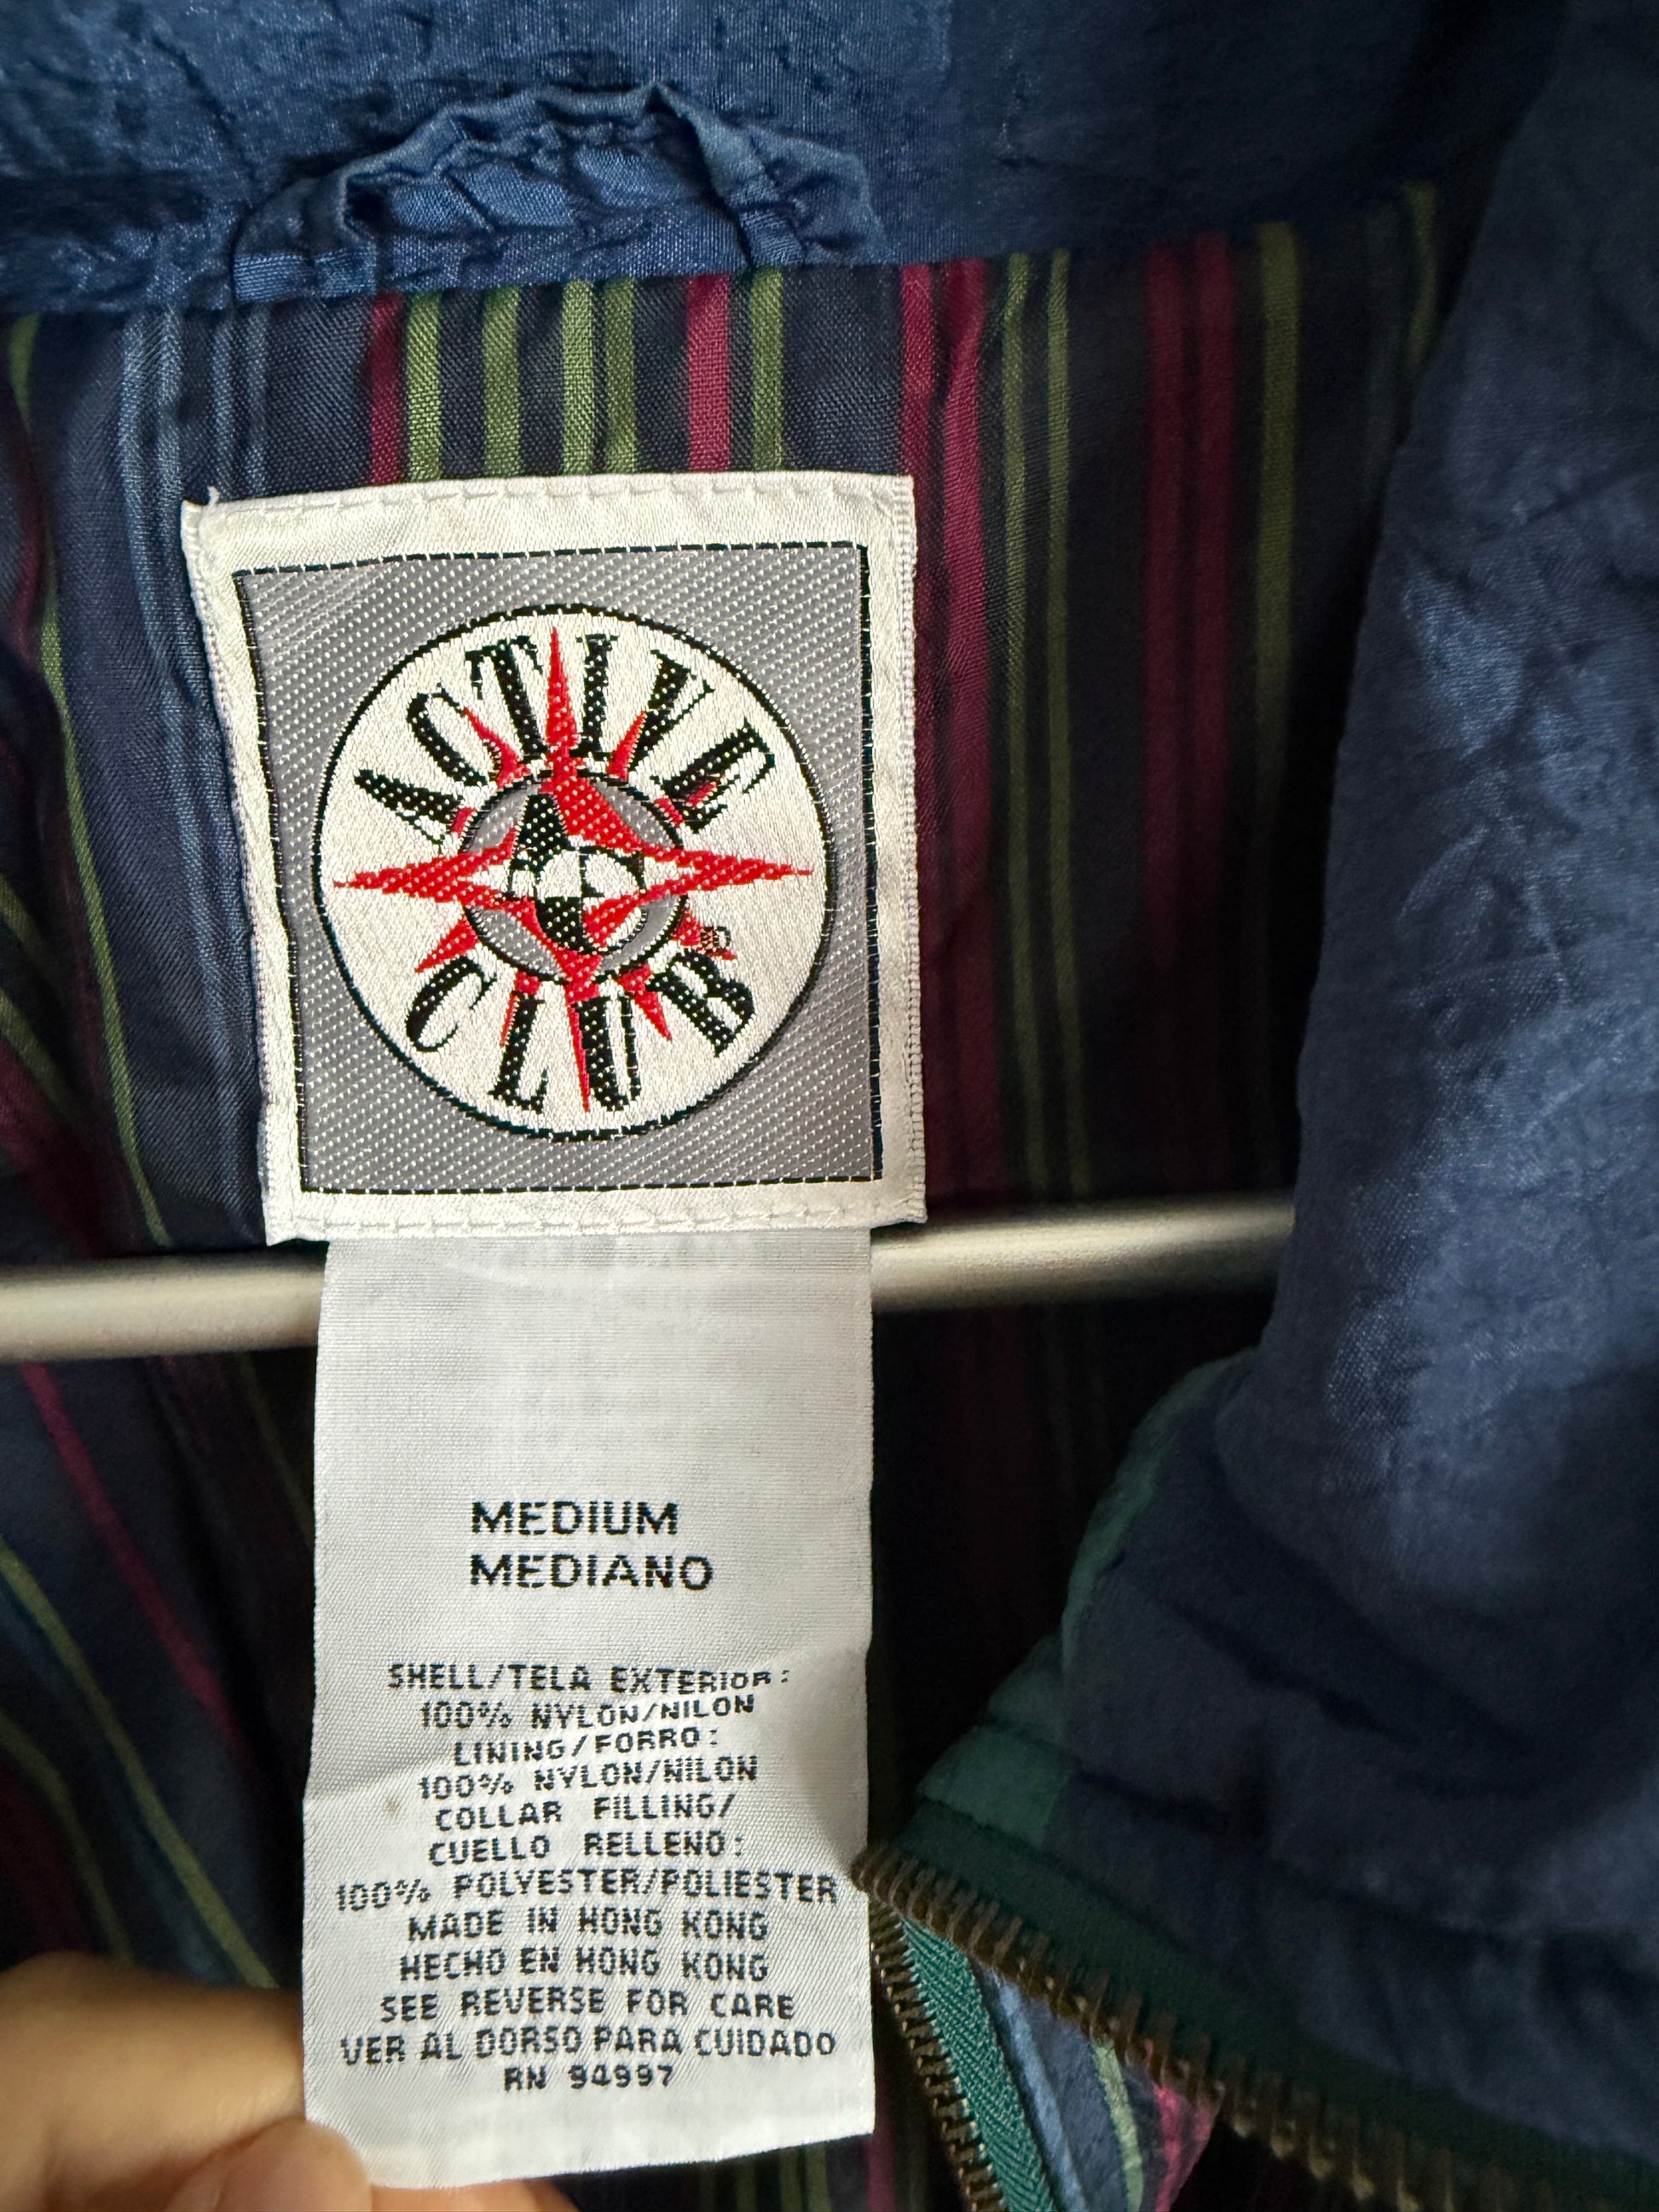 ACTIVE
CLUB
MEDIUM
MEDIANO
SHELL/TELA EXTERIOR:
100% NYLON/NILON
LINING/FORRO:
100% NYLON/NILON
COLLAR FILLING/
CUELLO RELLENO:
100% POLYESTER/POLIESTER
MADE IN HONG KONG
HECHO EN HONG KONG
SEE REVERSE FOR CARE
VER AL DORSO PARA CUIDADO
RN 94997